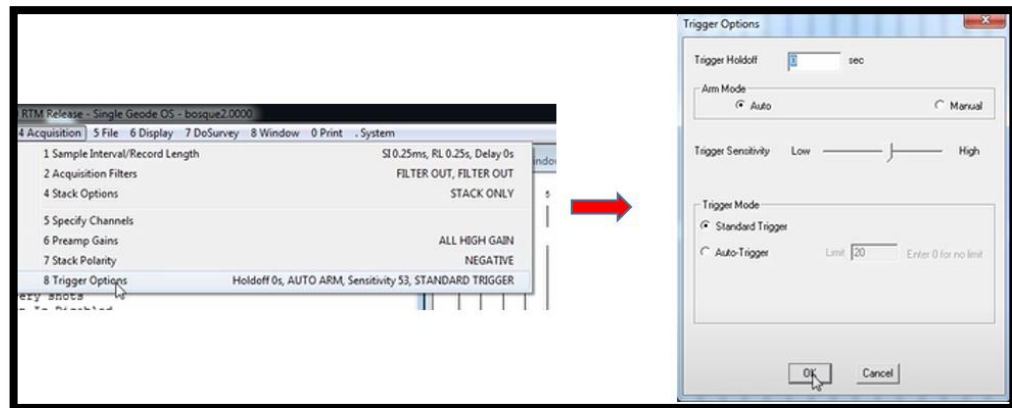 RTM Release - Single Geode OS - bosque2.0000
4 Acquisition 5 File 6 Display 7 DoSurvey 8 Window 0 Print . System
1 Sample Interval/Record Length SI 0.25ms, RL 0.25s, Delay 0s
2 Acquisition Filters FILTER OUT, FILTER OUT
4 Stack Options STACK ONLY
5 Specify Channels
6 Preamp Gains ALL HIGH GAIN
7 Stack Polarity NEGATIVE
8 Trigger Options Holdoff 0s, AUTO ARM, Sensitivity 53, STANDARD TRIGGER
Trigger Options
Trigger Holdoff 0 sec
Arm Mode
Auto Manual
Trigger Sensitivity Low High
Trigger Mode
Standard Trigger
Auto-Trigger Limit 20 Enter 0 for no limit
OK Cancel